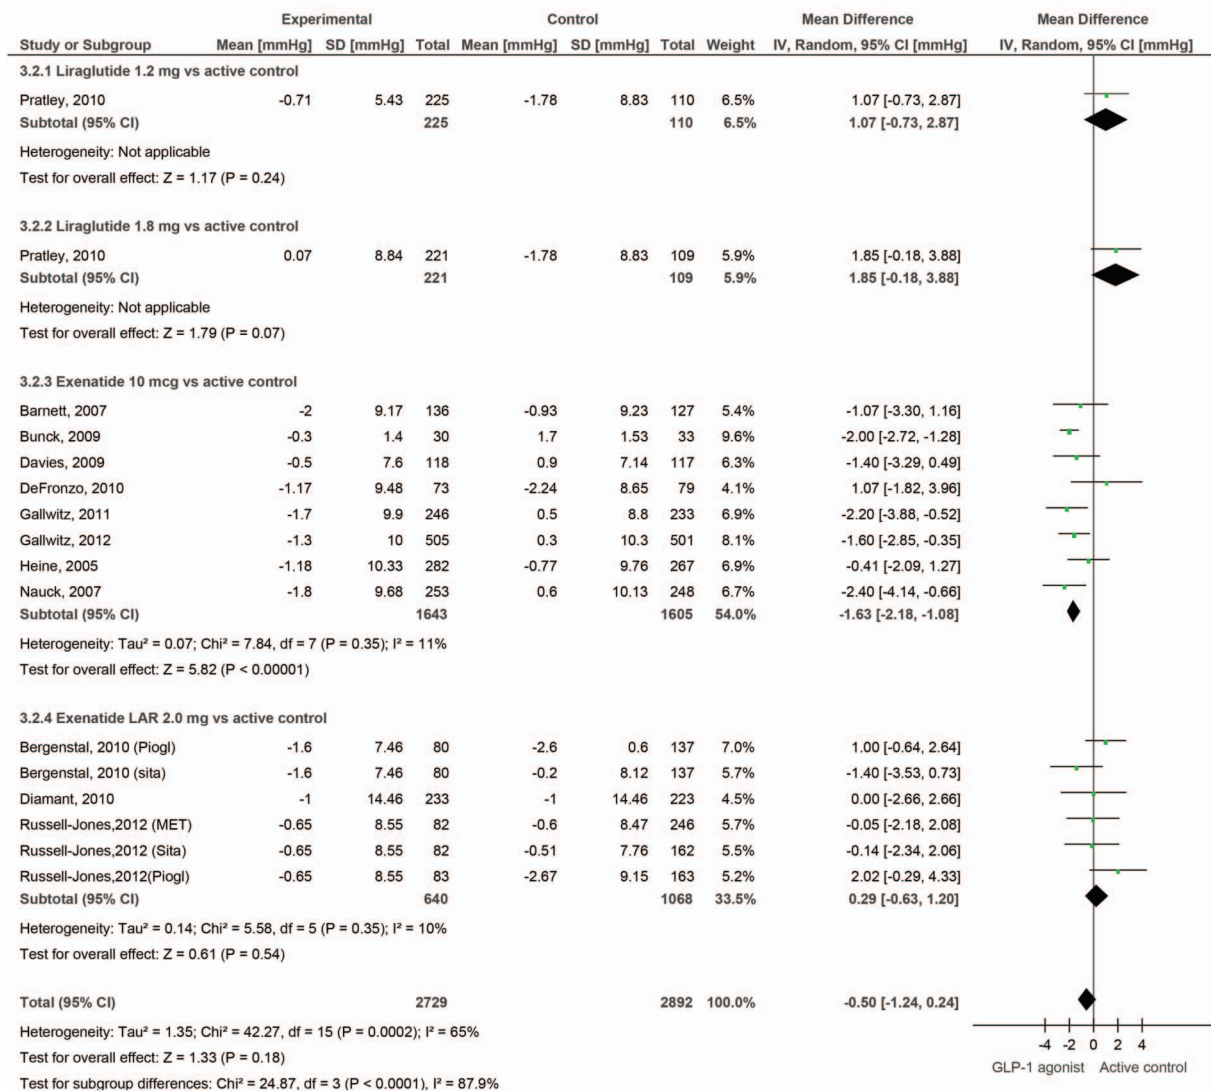 Experimental Control Mean Difference Mean Difference
Study or Subgroup Mean [mmHg] SD [mmHg] Total Mean [mmHg] SD [mmHg] Total Weight IV, Random, 95% CI [mmHg] IV, Random, 95% CI [mmHg]
3.2.1 Liraglutide 1.2 mg vs active control
Pratley, 2010 -0.71 5.43 225 -1.78 8.83 110 6.5% 1.07 [-0.73, 2.87]
Subtotal (95% CI) 225 110 6.5% 1.07 [-0.73, 2.87]
Heterogeneity: Not applicable
Test for overall effect: Z = 1.17 (P = 0.24)
3.2.2 Liraglutide 1.8 mg vs active control
Pratley, 2010 0.07 8.84 221 -1.78 8.83 109 5.9% 1.85 [-0.18, 3.88]
Subtotal (95% CI) 221 109 5.9% 1.85 [-0.18, 3.88]
Heterogeneity: Not applicable
Test for overall effect: Z = 1.79 (P = 0.07)
3.2.3 Exenatide 10 mcg vs active control
Barnett, 2007 -2 9.17 136 -0.93 9.23 127 5.4% -1.07 [-3.30, 1.16]
Bunck, 2009 -0.3 1.4 30 1.7 1.53 33 9.6% -2.00 [-2.72, -1.28]
Davies, 2009 -0.5 7.6 118 0.9 7.14 117 6.3% -1.40 [-3.29, 0.49]
DeFronzo, 2010 -1.17 9.48 73 -2.24 8.65 79 4.1% 1.07 [-1.82, 3.96]
Gallwitz, 2011 -1.7 9.9 246 0.5 8.8 233 6.9% -2.20 [-3.88, -0.52]
Gallwitz, 2012 -1.3 10 505 0.3 10.3 501 8.1% -1.60 [-2.85, -0.35]
Heine, 2005 -1.18 10.33 282 -0.77 9.76 267 6.9% -0.41 [-2.09, 1.27]
Nauck, 2007 -1.8 9.68 253 0.6 10.13 248 6.7% -2.40 [-4.14, -0.66]
Subtotal (95% CI) 1643 1605 54.0% -1.63 [-2.18, -1.08]
Heterogeneity: Tau² = 0.07; Chi² = 7.84, df = 7 (P = 0.35); I² = 11%
Test for overall effect: Z = 5.82 (P < 0.00001)
3.2.4 Exenatide LAR 2.0 mg vs active control
Bergenstal, 2010 (Piogl) -1.6 7.46 80 -2.6 0.6 137 7.0% 1.00 [-0.64, 2.64]
Bergenstal, 2010 (sita) -1.6 7.46 80 -0.2 8.12 137 5.7% -1.40 [-3.53, 0.73]
Diamant, 2010 -1 14.46 233 -1 14.46 223 4.5% 0.00 [-2.66, 2.66]
Russell-Jones,2012 (MET) -0.65 8.55 82 -0.6 8.47 246 5.7% -0.05 [-2.18, 2.08]
Russell-Jones,2012 (Sita) -0.65 8.55 82 -0.51 7.76 162 5.5% -0.14 [-2.34, 2.06]
Russell-Jones,2012(Piogl) -0.65 8.55 83 -2.67 9.15 163 5.2% 2.02 [-0.29, 4.33]
Subtotal (95% CI) 640 1068 33.5% 0.29 [-0.63, 1.20]
Heterogeneity: Tau² = 0.14; Chi² = 5.58, df = 5 (P = 0.35); I² = 10%
Test for overall effect: Z = 0.61 (P = 0.54)
Total (95% CI) 2729 2892 100.0% -0.50 [-1.24, 0.24]
Heterogeneity: Tau² = 1.35; Chi² = 42.27, df = 15 (P = 0.0002); I² = 65%
Test for overall effect: Z = 1.33 (P = 0.18)
Test for subgroup differences: Chi² = 24.87, df = 3 (P < 0.0001), I² = 87.9%
-4 -2 0 2 4
GLP-1 agonist Active control